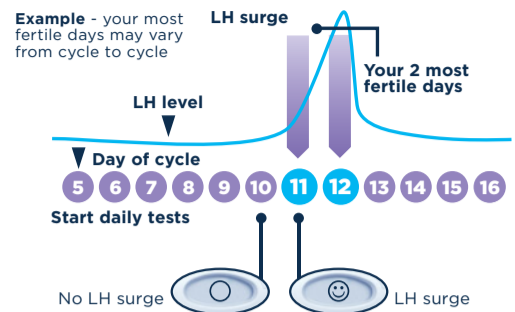 Example - your most
fertile days may vary
from cycle to cycle
LH surge
Your 2 most
fertile days
LH level
Day of cycle
5 6 7 8 9 10 11 12 13 14 15 16
Start daily tests
No LH surge
LH surge